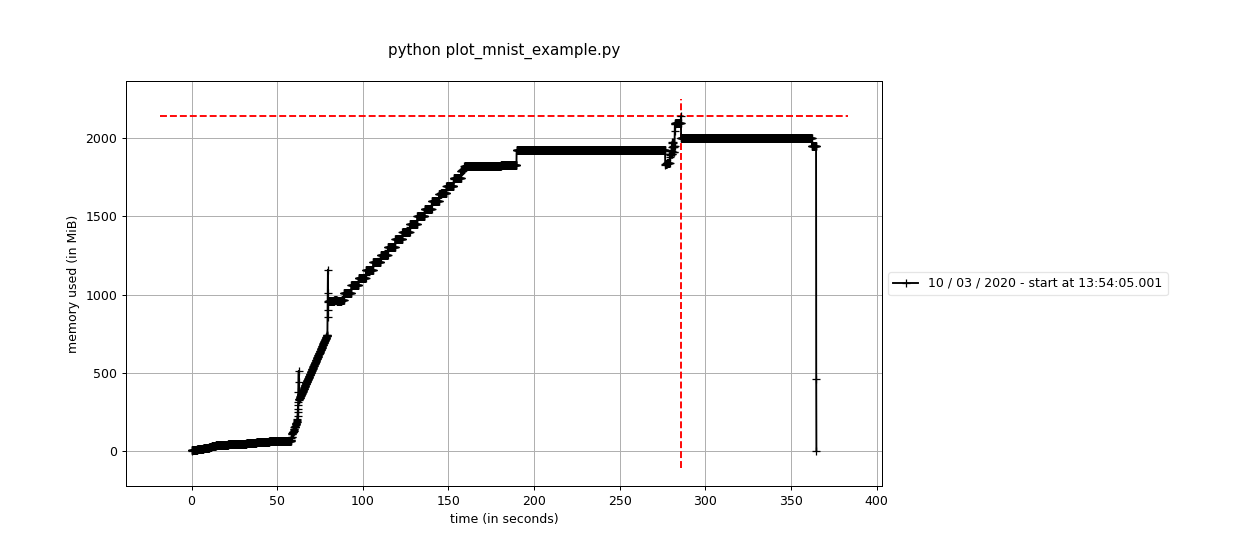 python plot_mnist_example.py
memory used (in MiB)
2000
1500
1000
500
0
0 50 100 150 200 250 300 350 400
time (in seconds)
10 / 03 / 2020 - start at 13:54:05.001